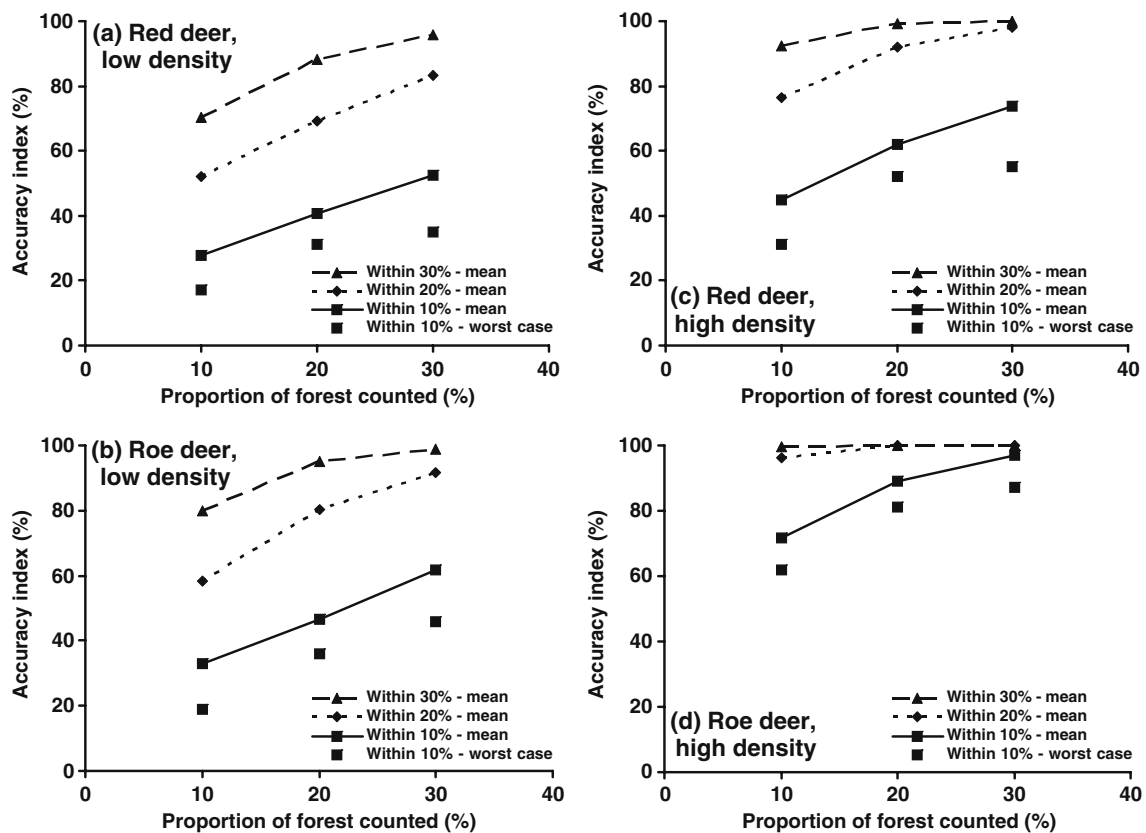 100
80
60
40
20
0
Accuracy index (%)
(a) Red deer,
low density
Within 30% - mean
Within 20% - mean
Within 10% - mean
Within 10% - worst case
0
10
20
30
40
Proportion of forest counted (%)
100
80
60
40
20
0
Accuracy index (%)
(c) Red deer,
high density
Within 30% - mean
Within 20% - mean
Within 10% - mean
Within 10% - worst case
0
10
20
30
40
Proportion of forest counted (%)
100
80
60
40
20
0
Accuracy index (%)
(b) Roe deer,
low density
Within 30% - mean
Within 20% - mean
Within 10% - mean
Within 10% - worst case
0
10
20
30
40
Proportion of forest counted (%)
100
80
60
40
20
0
Accuracy index (%)
(d) Roe deer,
high density
Within 30% - mean
Within 20% - mean
Within 10% - mean
Within 10% - worst case
0
10
20
30
40
Proportion of forest counted (%)